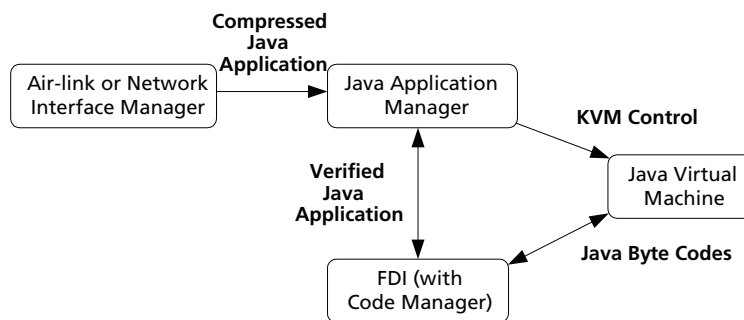 Compressed
Java
Application
Air-link or Network
Interface Manager
Java Application
Manager
KVM Control
Verified
Java
Application
Java Virtual
Machine
Java Byte Codes
FDI (with
Code Manager)